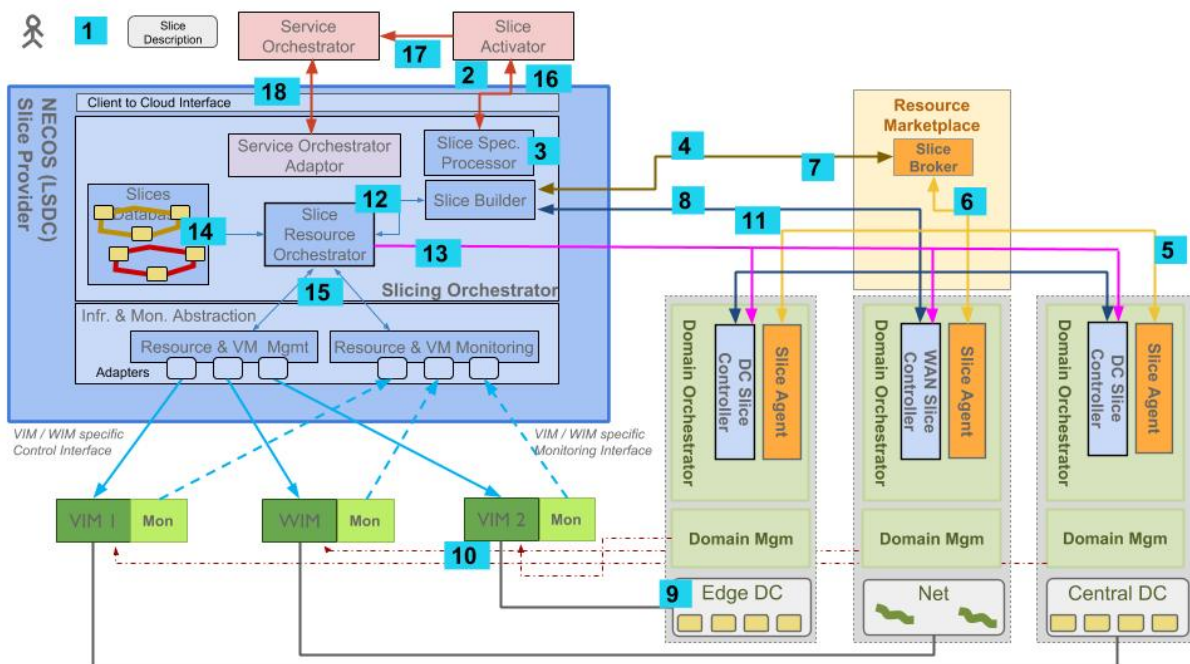 1
Slice
Description
Service
Orchestrator
17
Slice
Activator
2
16
18
NECOS (LSDC)
Slice Provider
Client to Cloud Interface
Service Orchestrator
Adaptor
Slice Spec.
Processor
3
4
7
Resource
Marketplace
Slice
Broker
Slices
Database
14
12
Slice Builder
8
11
6
5
Slice
Resource
Orchestrator
13
15
Slicing Orchestrator
Infr. & Mon. Abstraction
Resource & VM Mgmt
Resource & VM Monitoring
Adapters
VIM / WIM specific
Control Interface
VIM / WIM specific
Monitoring Interface
Domain Orchestrator
DC Slice
Controller
Slice Agent
Domain Orchestrator
WAN Slice
Controller
Slice Agent
Domain Orchestrator
DC Slice
Controller
Slice Agent
VIM 1
Mon
WIM
Mon
VIM 2
Mon
10
Domain Mgm
Domain Mgm
Domain Mgm
9
Edge DC
Net
Central DC